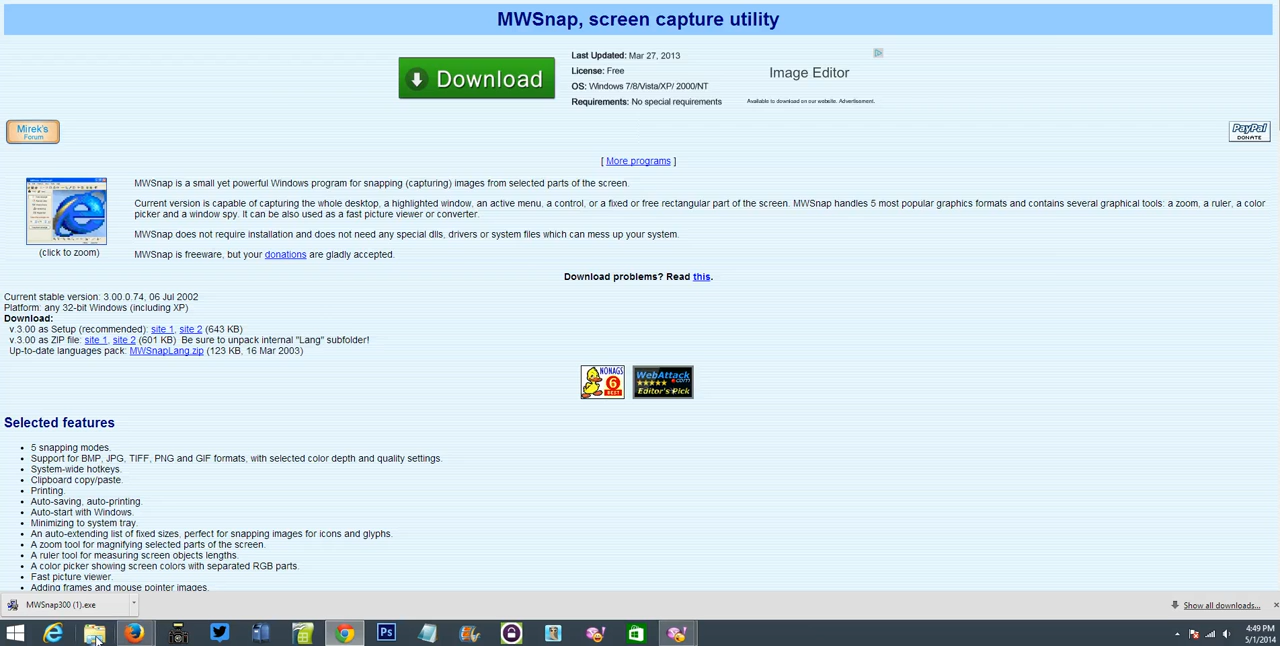 MWSnap, screen capture utility
Download
Last Updated: Mar 27, 2013
License: Free
OS: Windows 7/8/Vista/XP/ 2000/NT
Requirements: No special requirements
Image Editor
Available to download on our website. Advertisement.
Mirek's
Forum
PayPal
DONATE
[ More programs ]
(click to zoom)
MWSnap is a small yet powerful Windows program for snapping (capturing) images from selected parts of the screen.
Current version is capable of capturing the whole desktop, a highlighted window, an active menu, a control, or a fixed or free rectangular part of the screen. MWSnap handles 5 most popular graphics formats and contains several graphical tools: a zoom, a ruler, a color
picker and a window spy. It can be also used as a fast picture viewer or converter.
MWSnap does not require installation and does not need any special dlls, drivers or system files which can mess up your system.
MWSnap is freeware, but your donations are gladly accepted.
Download problems? Read this.
Current stable version: 3.00.0.74, 06 Jul 2002
Platform: any 32-bit Windows (including XP)
Download:
v.3.00 as Setup (recommended): site 1, site 2 (643 KB)
v.3.00 as ZIP file: site 1, site 2 (601 KB) Be sure to unpack internal "Lang" subfolder!
Up-to-date languages pack: MWSnapLang.zip (123 KB, 16 Mar 2003)
NONAGS
6
BEST
WebAttack
.com
Editor's Pick
Selected features
5 snapping modes.
Support for BMP, JPG, TIFF, PNG and GIF formats, with selected color depth and quality settings.
System-wide hotkeys.
Clipboard copy/paste.
Printing.
Auto-saving, auto-printing.
Auto-start with Windows.
Minimizing to system tray.
An auto-extending list of fixed sizes, perfect for snapping images for icons and glyphs.
A zoom tool for magnifying selected parts of the screen.
A ruler tool for measuring screen objects lengths.
A color picker showing screen colors with separated RGB parts.
Fast picture viewer.
Adding frames and mouse pointer images.
MWSnap300 (1).exe
Show all downloads...
Ps
4:49 PM
5/1/2014